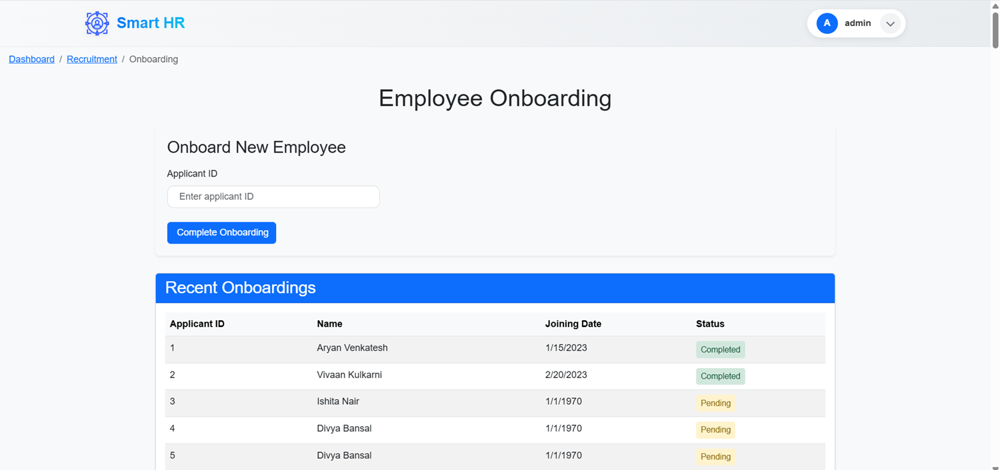 Smart HR
A admin
Dashboard / Recruitment / Onboarding
Employee Onboarding
Onboard New Employee
Applicant ID
Enter applicant ID
Complete Onboarding
Recent Onboardings
Applicant ID Name Joining Date Status
1 Aryan Venkatesh 1/15/2023 Completed
2 Vivaan Kulkarni 2/20/2023 Completed
3 Ishita Nair 1/1/1970 Pending
4 Divya Bansal 1/1/1970 Pending
5 Divya Bansal 1/1/1970 Pending